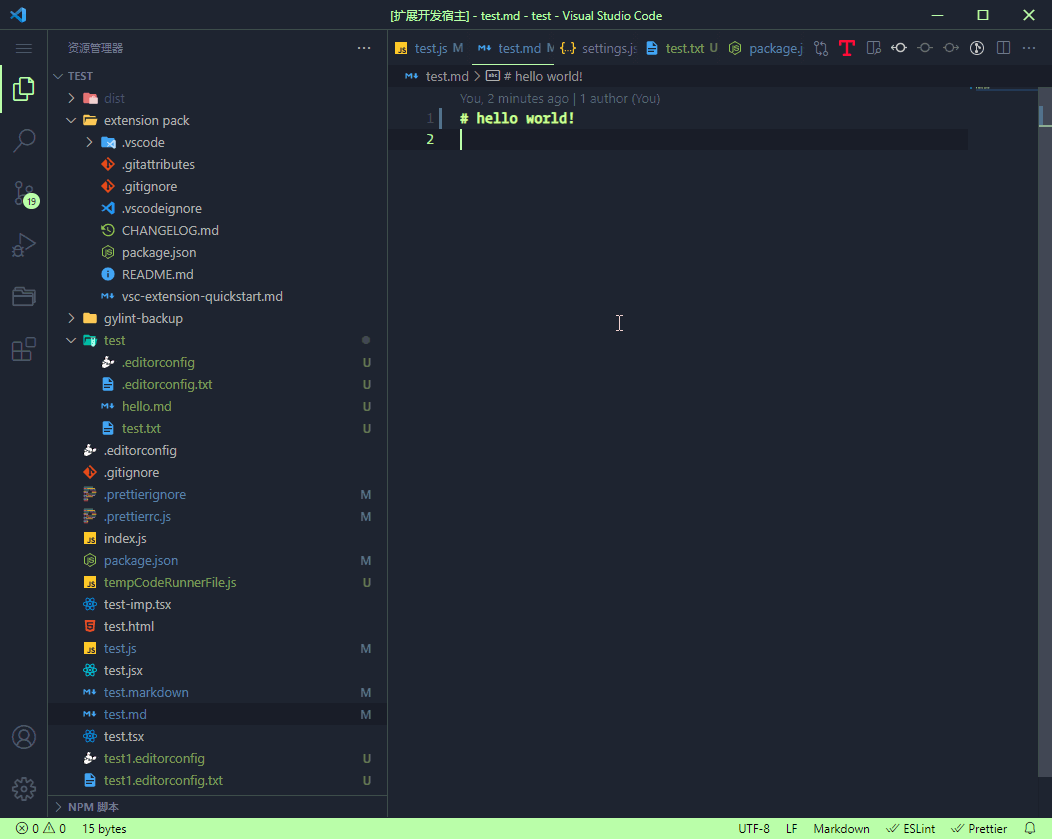 [扩展开发宿主] - test.md - test - Visual Studio Code
资源管理器
TEST
dist
extension pack
.vscode
.gitattributes
.gitignore
.vscodeignore
CHANGELOG.md
package.json
README.md
vsc-extension-quickstart.md
gylint-backup
test
.editorconfig U
.editorconfig.txt U
hello.md U
test.txt U
.editorconfig
.gitignore
.prettierignore M
.prettierrc.js M
index.js
package.json M
tempCodeRunnerFile.js U
test-imp.tsx
test.html
test.js M
test.jsx
test.markdown M
test.md M
test.tsx
test1.editorconfig U
test1.editorconfig.txt U
NPM 脚本
19
test.js M test.md M settings.js test.txt U package.j
test.md > # hello world!
You, 2 minutes ago | 1 author (You)
1 # hello world!
2
0 0 15 bytes UTF-8 LF Markdown ESLint Prettier